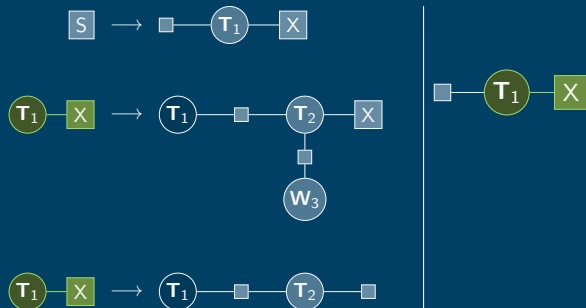 S → T₁ X
T₁ X → T₁ T₂ X
W₃
T₁ X → T₁ T₂
T₁ X